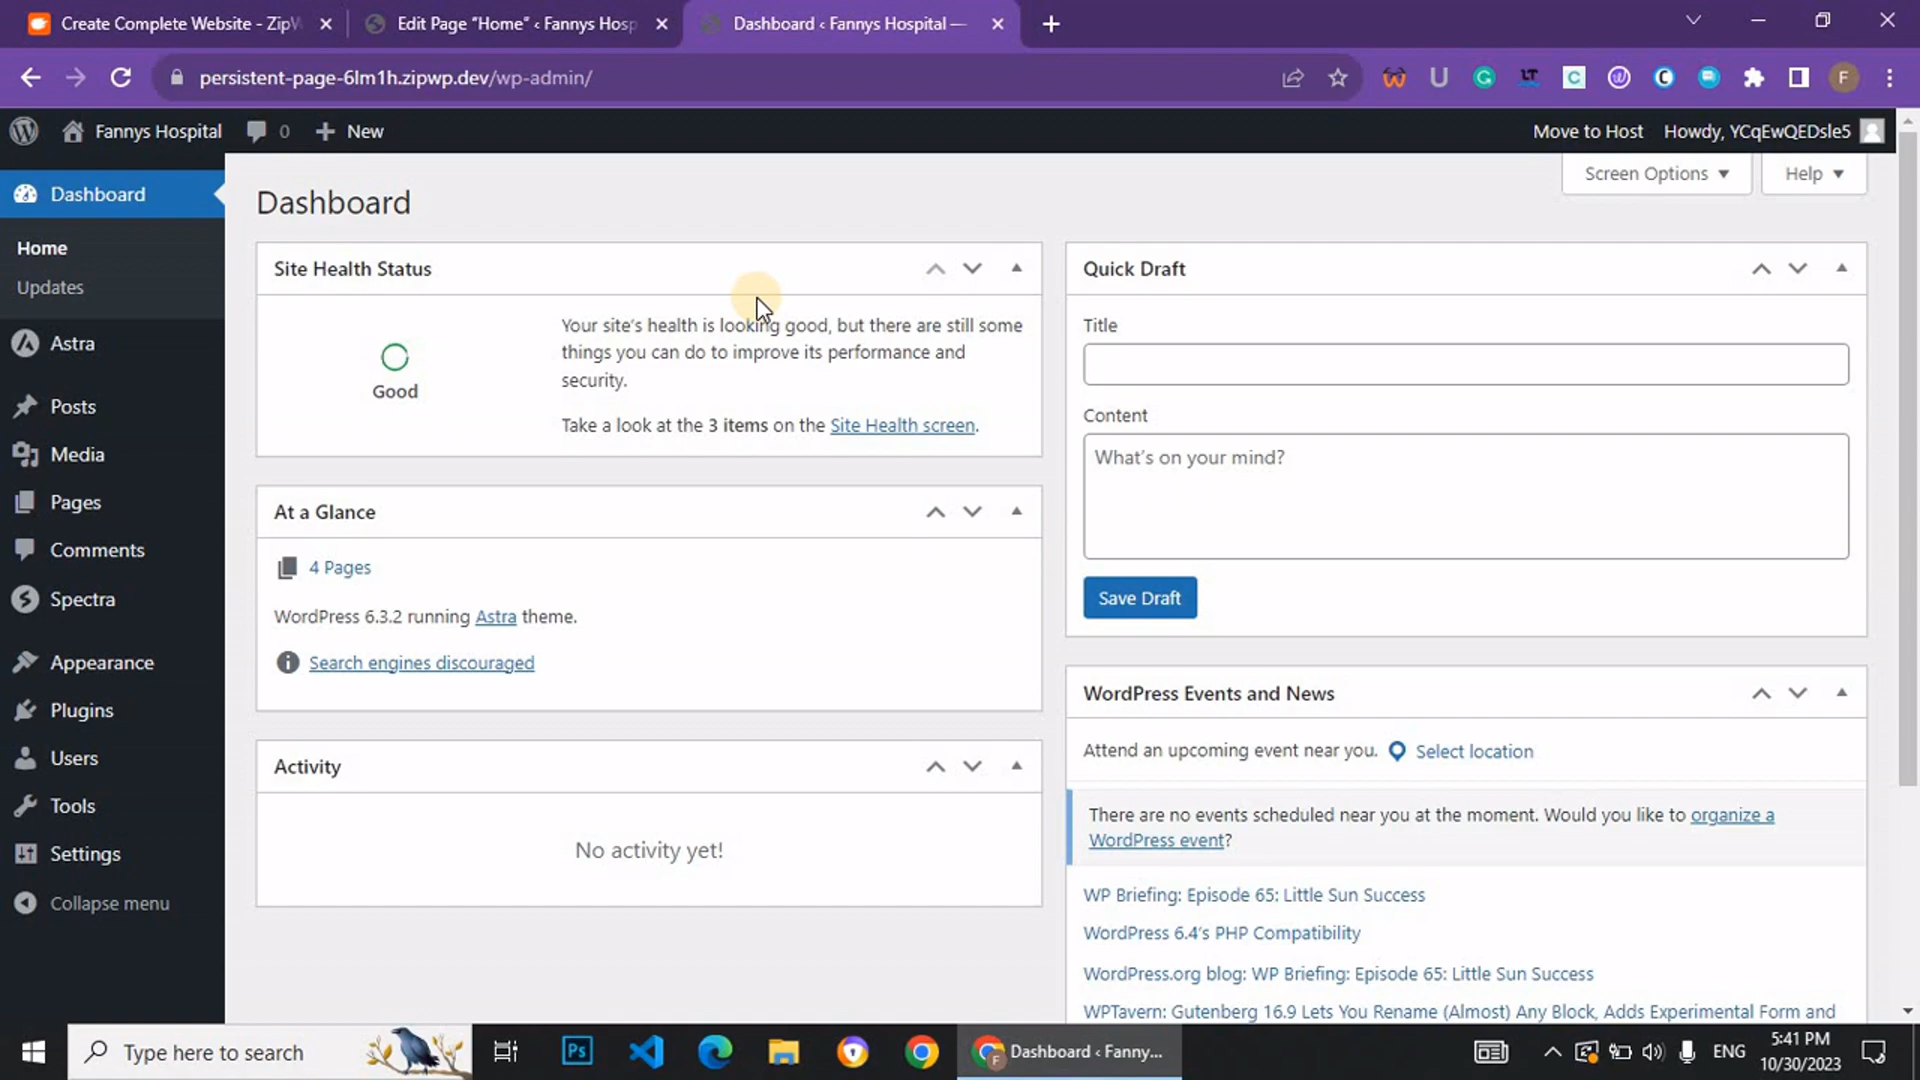 Create Complete Website - ZipW
Edit Page "Home" ‹ Fannys Hosp
Dashboard ‹ Fannys Hospital —
persistent-page-6lm1h.zipwp.dev/wp-admin/
Fannys Hospital
0
New
Move to Host
Howdy, YCqEwQEDsle5
Screen Options
Help
Dashboard
Home
Updates
Astra
Posts
Media
Pages
Comments
Spectra
Appearance
Plugins
Users
Tools
Settings
Collapse menu
Dashboard
Site Health Status
Good
Your site's health is looking good, but there are still some
things you can do to improve its performance and
security.
Take a look at the 3 items on the Site Health screen.
At a Glance
4 Pages
WordPress 6.3.2 running Astra theme.
Search engines discouraged
Activity
No activity yet!
Quick Draft
Title
Content
What's on your mind?
Save Draft
WordPress Events and News
Attend an upcoming event near you.
Select location
There are no events scheduled near you at the moment. Would you like to organize a
WordPress event?
WP Briefing: Episode 65: Little Sun Success
WordPress 6.4's PHP Compatibility
WordPress.org blog: WP Briefing: Episode 65: Little Sun Success
WPTavern: Gutenberg 16.9 Lets You Rename (Almost) Any Block, Adds Experimental Form and
Type here to search
Ps
Dashboard ‹ Fanny...
ENG
5:41 PM
10/30/2023